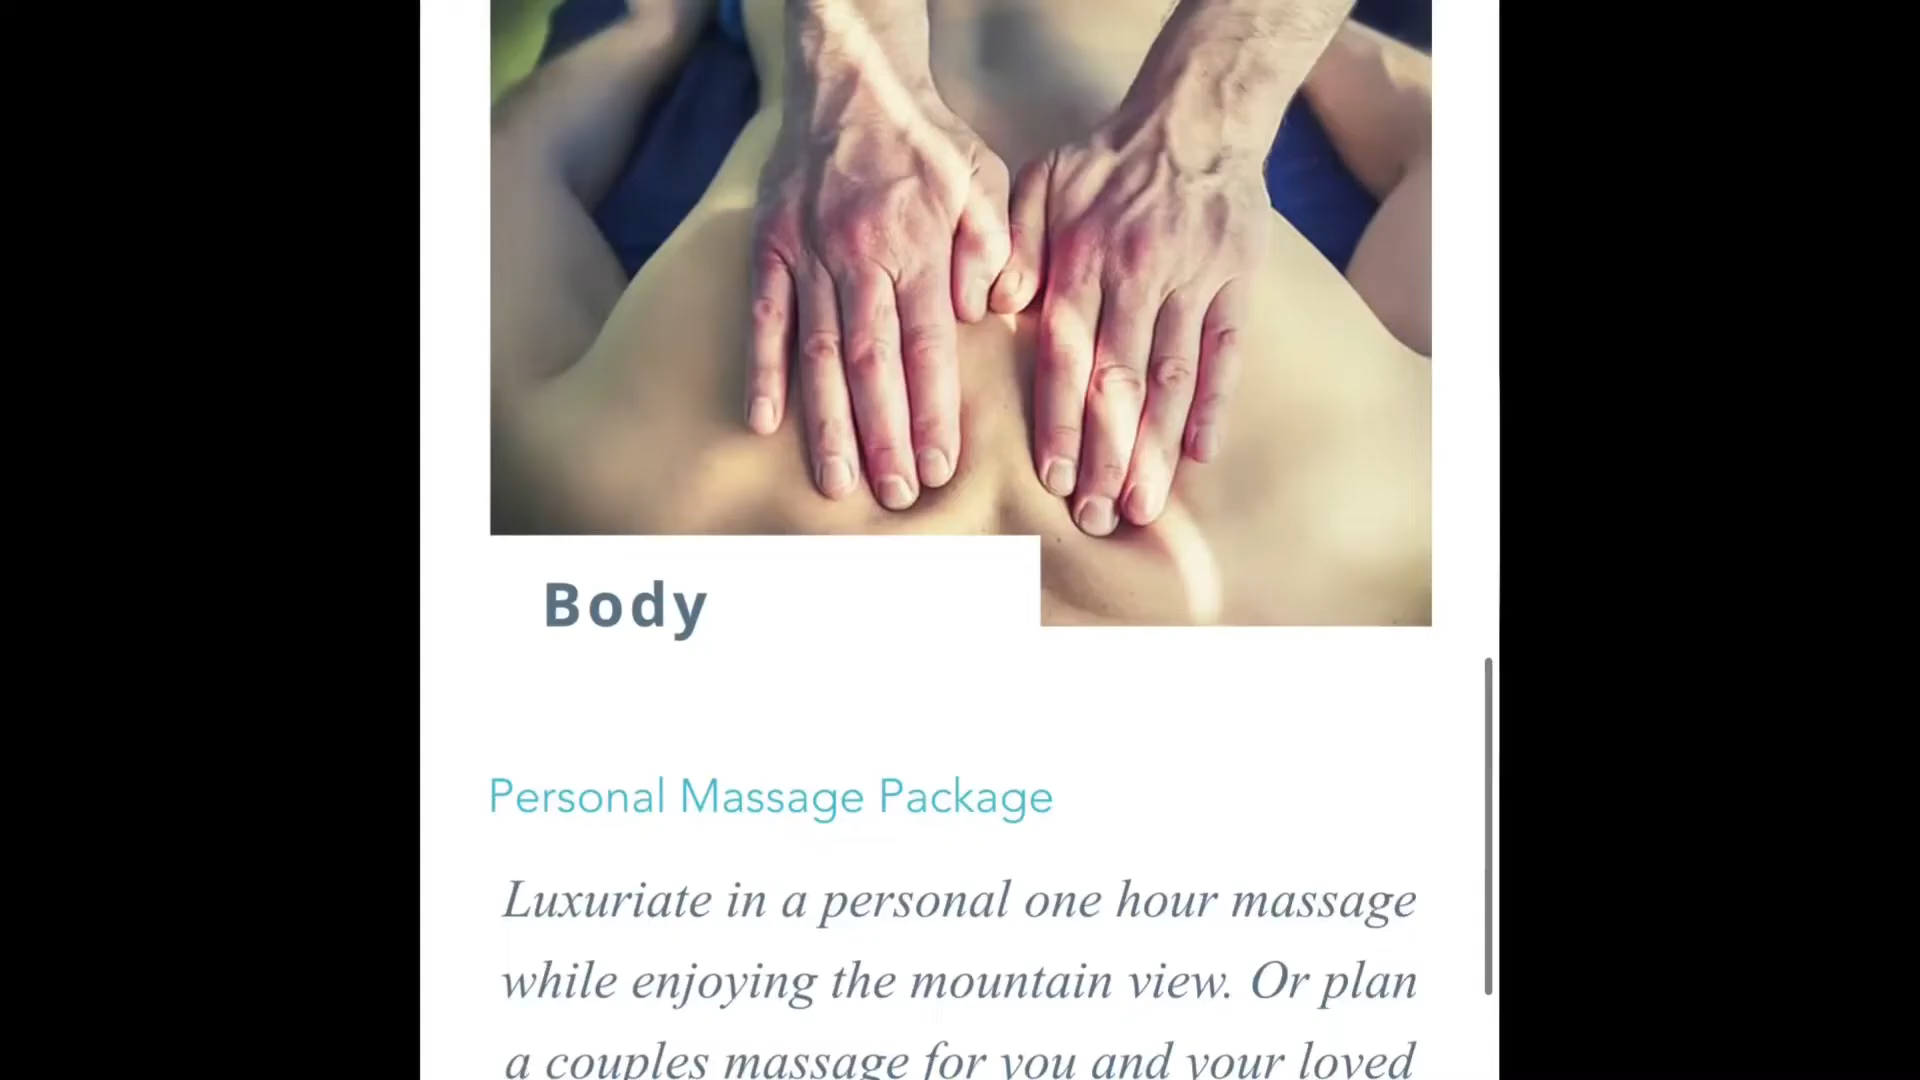 Body
Personal Massage Package
Luxuriate in a personal one hour massage
while enjoying the mountain view. Or plan
a couples massage for you and your loved